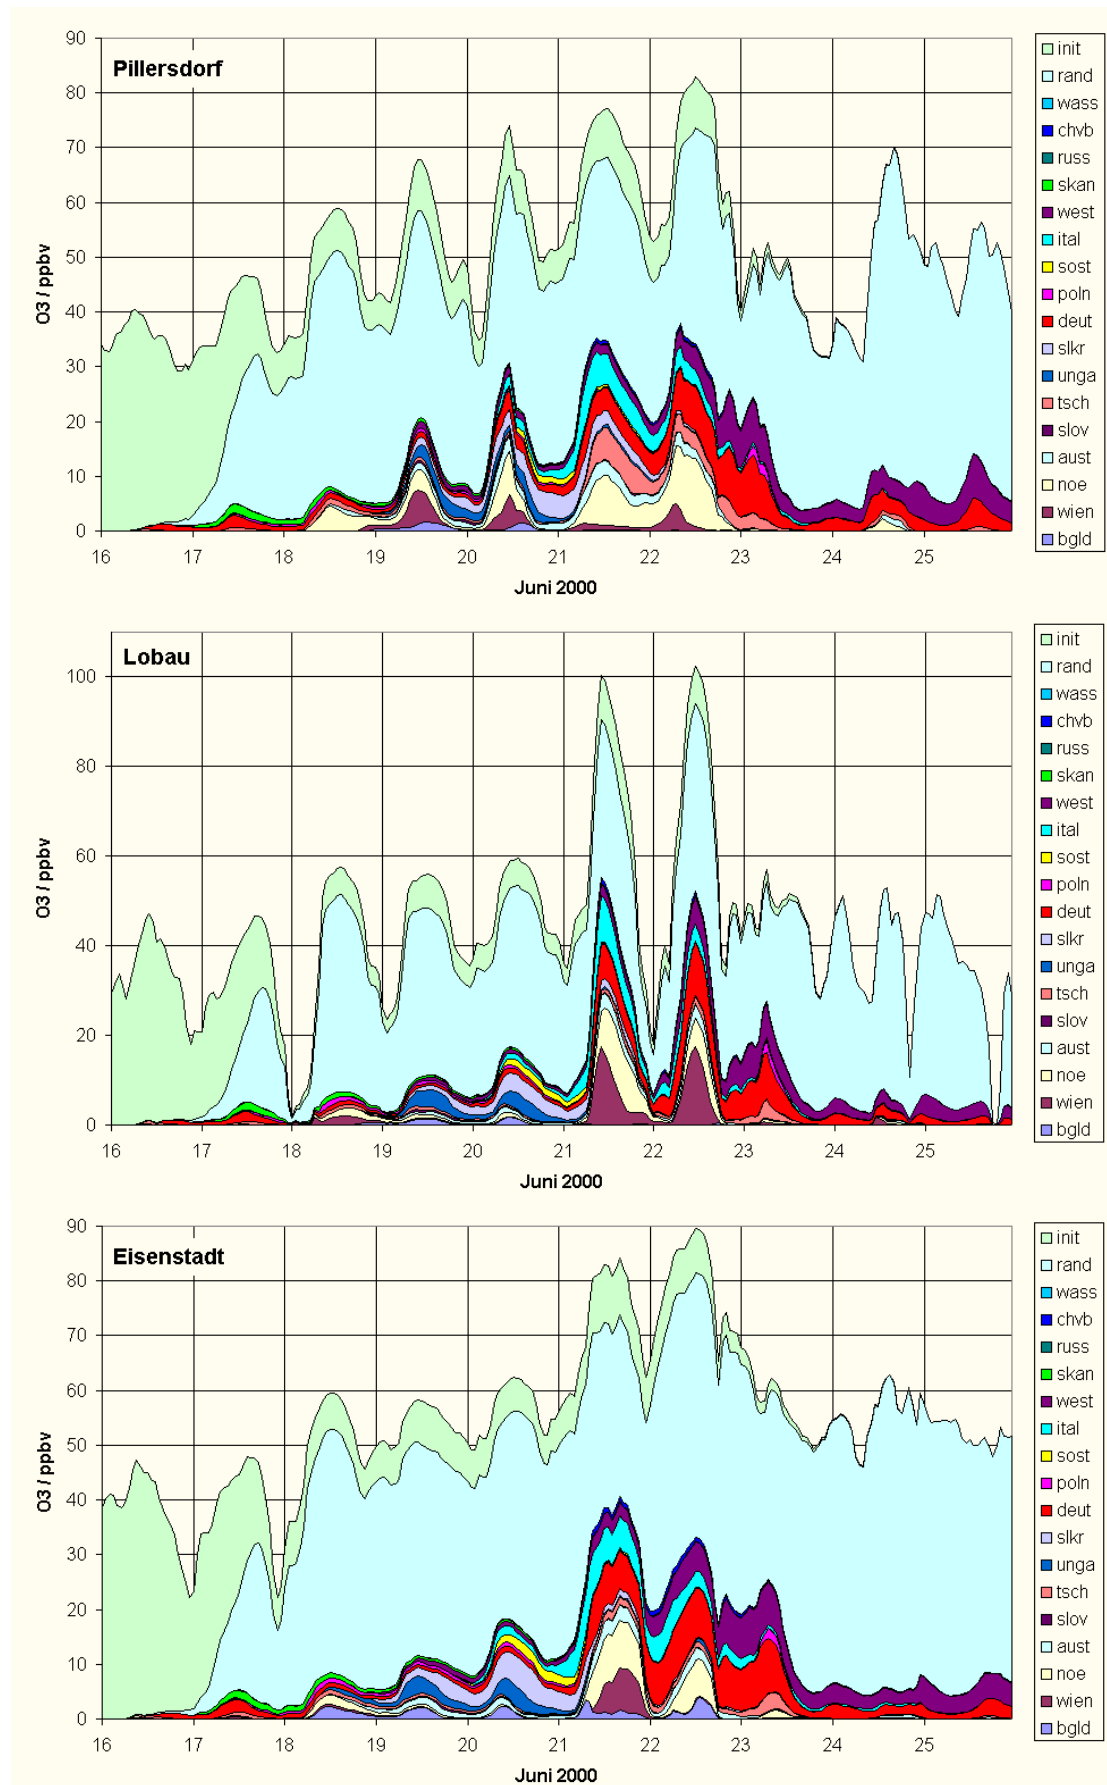 Pillersdorf
O3 / ppbv
90
80
70
60
50
40
30
20
10
0
16 17 18 19 20 21 22 23 24 25
Juni 2000
init
rand
wass
chvb
russ
skan
west
ital
sost
poln
deut
slkr
unga
tsch
slov
aust
noe
wien
bgld
Lobau
O3 / ppbv
100
80
60
40
20
0
16 17 18 19 20 21 22 23 24 25
Juni 2000
init
rand
wass
chvb
russ
skan
west
ital
sost
poln
deut
slkr
unga
tsch
slov
aust
noe
wien
bgld
Eisenstadt
O3 / ppbv
90
80
70
60
50
40
30
20
10
0
16 17 18 19 20 21 22 23 24 25
Juni 2000
init
rand
wass
chvb
russ
skan
west
ital
sost
poln
deut
slkr
unga
tsch
slov
aust
noe
wien
bgld